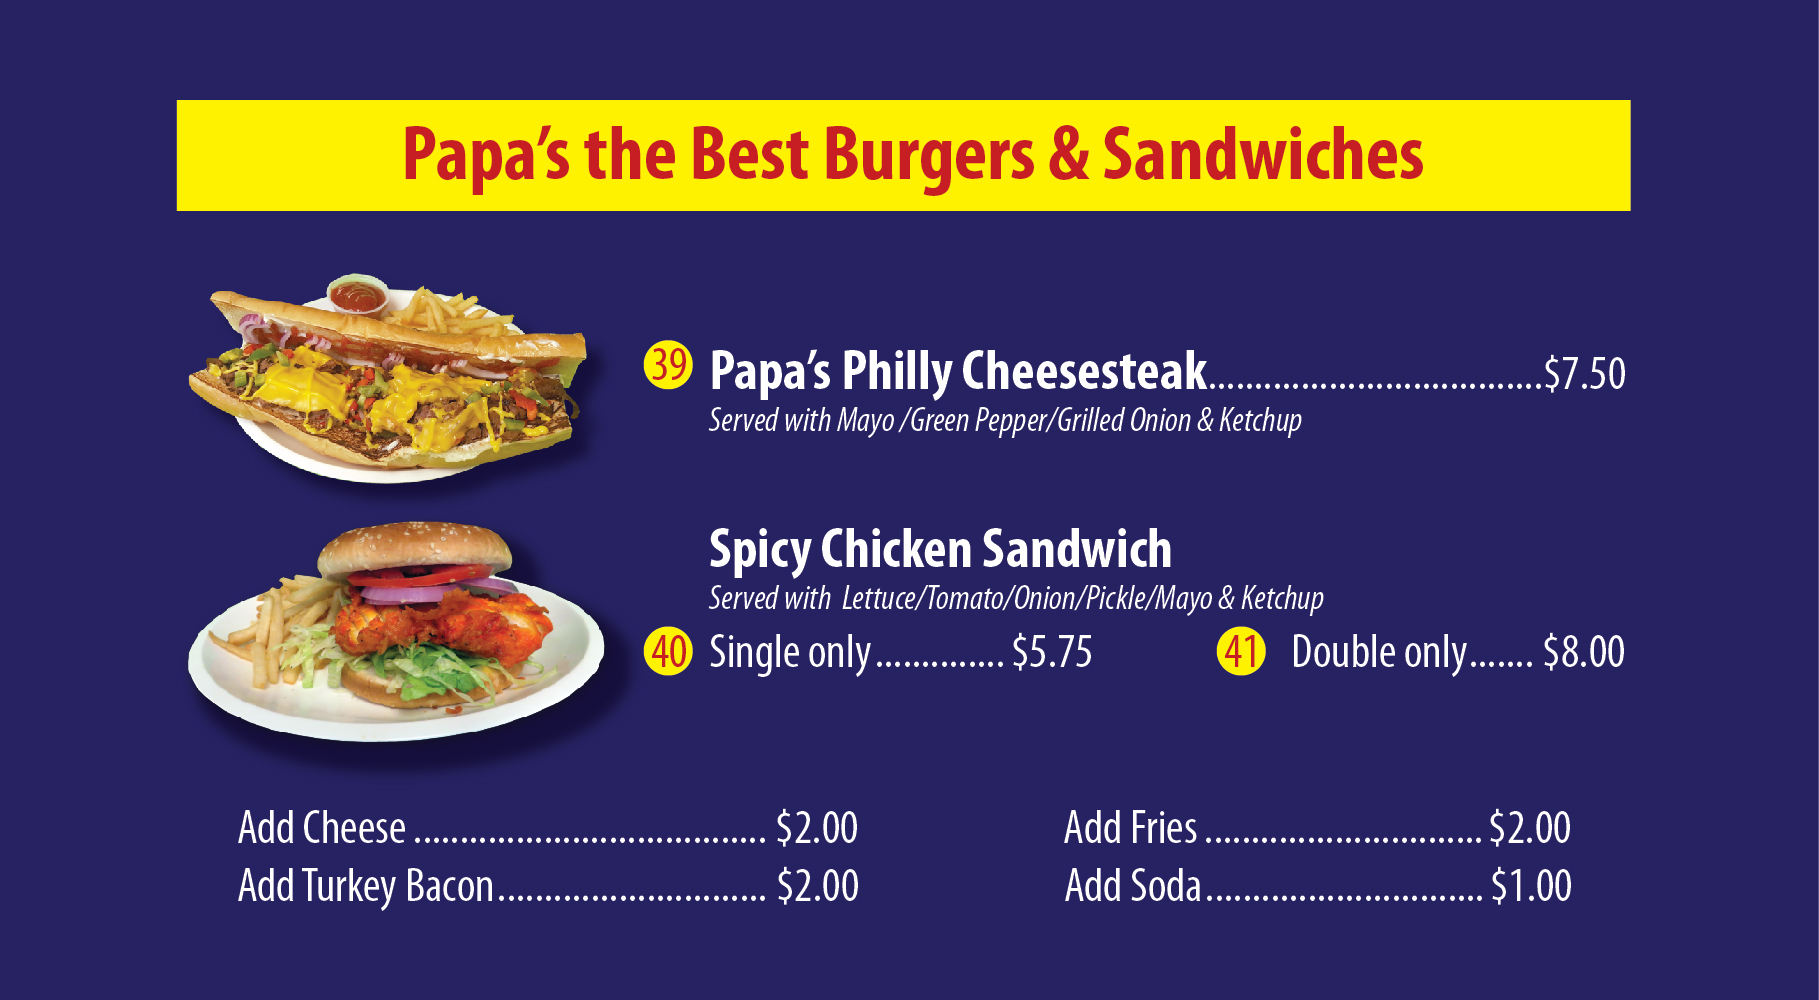 Papa's the Best Burgers & Sandwiches
39 Papa's Philly Cheesesteak..................................$7.50
Served with Mayo /Green Pepper/Grilled Onion & Ketchup
Spicy Chicken Sandwich
Served with Lettuce/Tomato/Onion/Pickle/Mayo & Ketchup
40 Single only.............. $5.75 41 Double only....... $8.00
Add Cheese ...................................... $2.00 Add Fries .............................. $2.00
Add Turkey Bacon............................. $2.00 Add Soda.............................. $1.00